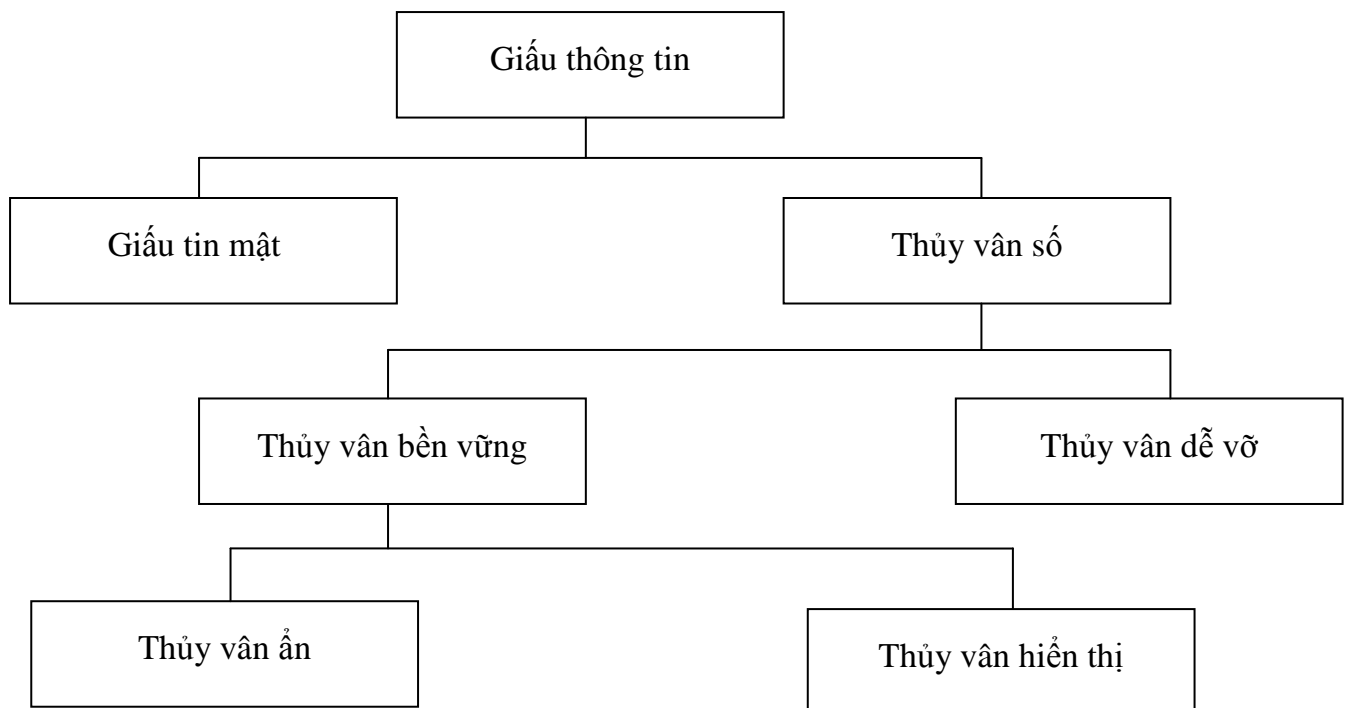 Giấu thông tin
Giấu tin mật
Thủy vân số
Thủy vân bền vững
Thủy vân dễ vỡ
Thủy vân ẩn
Thủy vân hiển thị